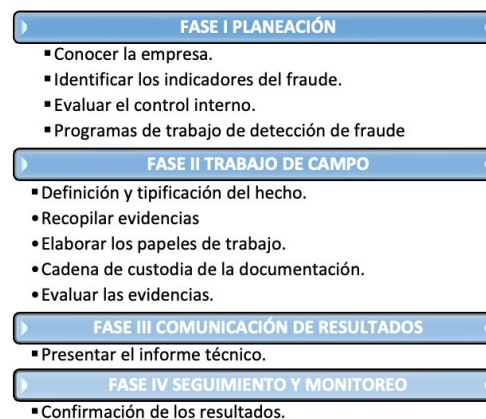 FASE I PLANEACIÓN
▪ Conocer la empresa.
▪ Identificar los indicadores del fraude.
▪ Evaluar el control interno.
▪ Programas de trabajo de detección de fraude
FASE II TRABAJO DE CAMPO
▪ Definición y tipificación del hecho.
• Recopilar evidencias
• Elaborar los papeles de trabajo.
• Cadena de custodia de la documentación.
• Evaluar las evidencias.
FASE III COMUNICACIÓN DE RESULTADOS
▪ Presentar el informe técnico.
FASE IV SEGUIMIENTO Y MONITOREO
▪ Confirmación de los resultados.